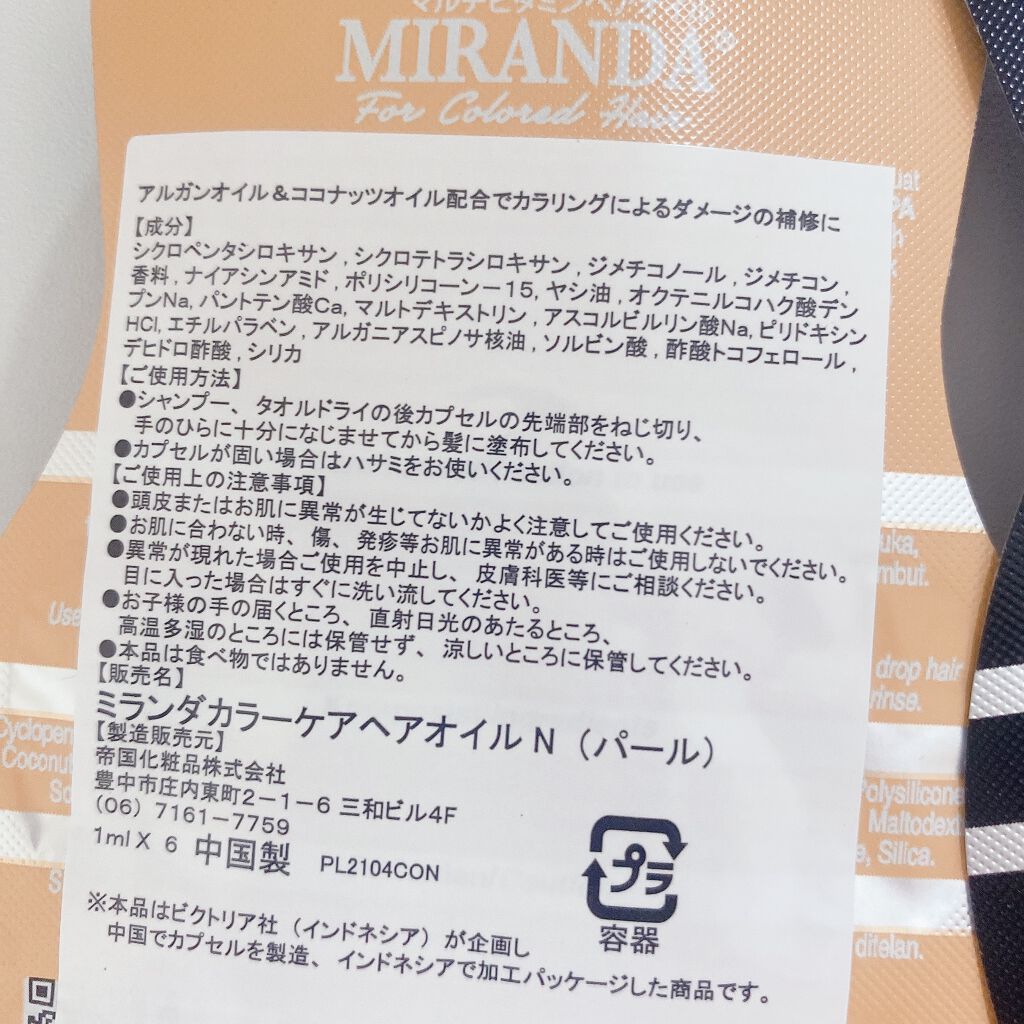 マルチビタミンヘアオイル
MIRANDA®
For Colored Hair
アルガンオイル＆ココナッツオイル配合でカラリングによるダメージの補修に
【成分】
シクロペンタシロキサン,シクロテトラシロキサン,ジメチコノール,ジメチコン,
香料,ナイアシンアミド,ポリシリコーン－15,ヤシ油,オクテニルコハク酸デン
プンNa,パントテン酸Ca,マルトデキストリン,アスコルビルリン酸Na,ピリドキシン
HCl,エチルパラベン,アルガニアスピノサ核油,ソルビン酸,酢酸トコフェロール,
デヒドロ酢酸,シリカ
【ご使用方法】
●シャンプー、タオルドライの後カプセルの先端部をねじ切り、
手のひらに十分になじませてから髪に塗布してください。
●カプセルが固い場合はハサミをお使いください。
【ご使用上の注意事項】
●頭皮またはお肌に異常が生じてないかよく注意してご使用ください。
●お肌に合わない時、傷、発疹等お肌に異常がある時はご使用しないでください。
●異常が現れた場合ご使用を中止し、皮膚科医等にご相談ください。
目に入った場合はすぐに洗い流してください。
●お子様の手の届くところ、直射日光のあたるところ、
高温多湿のところには保管せず、涼しいところに保管してください。
●本品は食べ物ではありません。
【販売名】
ミランダカラーケアヘアオイルN（パール）
【製造販売元】
帝国化粧品株式会社
豊中市庄内東町2－1－6 三和ビル4F
（06）7161－7759
1ml X 6 中国製 PL2104CON
プラ
容器
※本品はビクトリア社（インドネシア）が企画し
中国でカプセルを製造、インドネシアで加工パッケージした商品です。
uat
PA
uka,
mbut.
Use
drop hair
rinse.
Cyclopen
Coconut
Polysilicone
Maltodext
, Silica.
ditelan.